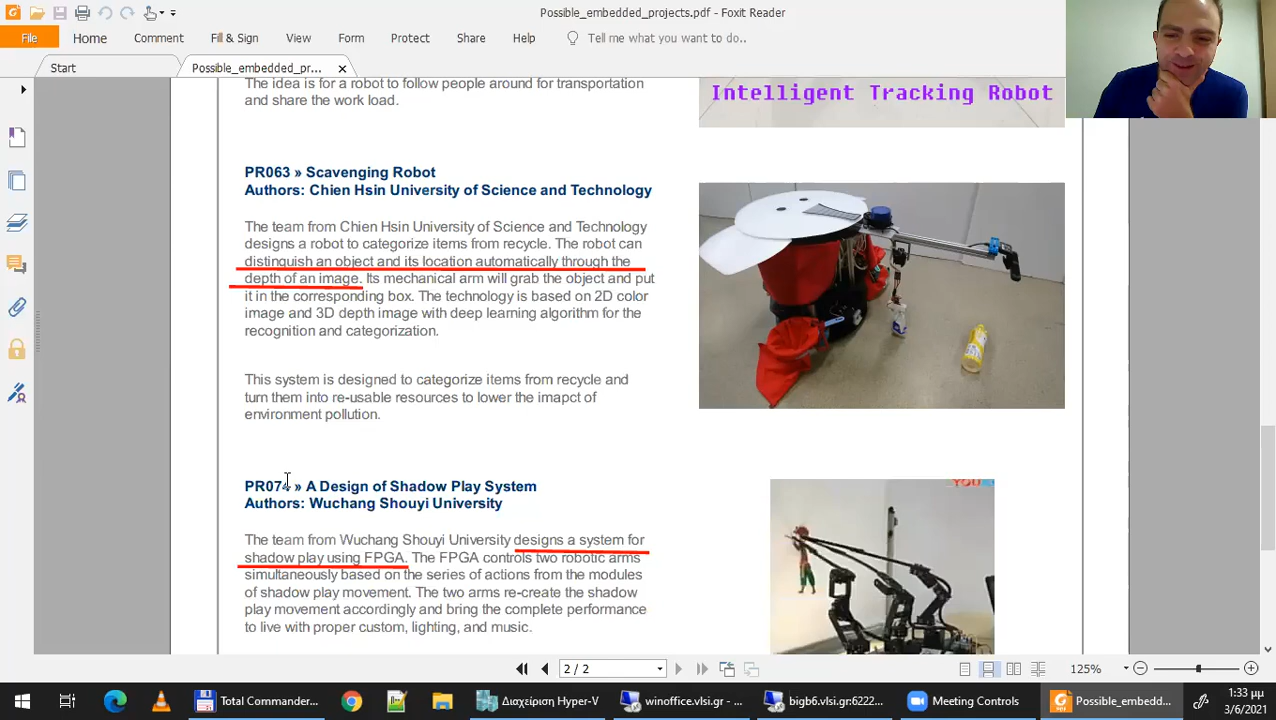 Possible_embedded_projects.pdf - Foxit Reader
File Home Comment Fill & Sign View Form Protect Share Help Tell me what you want to do..
Start Possible_embedded_pr...
The idea is for a robot to follow people around for transportation
and share the work load.
Intelligent Tracking Robot
PR063 » Scavenging Robot
Authors: Chien Hsin University of Science and Technology
The team from Chien Hsin University of Science and Technology
designs a robot to categorize items from recycle. The robot can
distinguish an object and its location automatically through the
depth of an image. Its mechanical arm will grab the object and put
it in the corresponding box. The technology is based on 2D color
image and 3D depth image with deep learning algorithm for the
recognition and categorization.
This system is designed to categorize items from recycle and
turn them into re-usable resources to lower the imapct of
environment pollution.
PR074 » A Design of Shadow Play System
Authors: Wuchang Shouyi University
YOU
The team from Wuchang Shouyi University designs a system for
shadow play using FPGA. The FPGA controls two robotic arms
simultaneously based on the series of actions from the modules
of shadow play movement. The two arms re-create the shadow
play movement accordingly and bring the complete performance
to live with proper custom, lighting, and music.
2 / 2 125%
Total Commander... Διαχείριση Hyper-V winoffice.vlsi.gr - ... bigb6.vlsi.gr:6222... Meeting Controls Possible_embedd... 1:33 μμ
3/6/2021